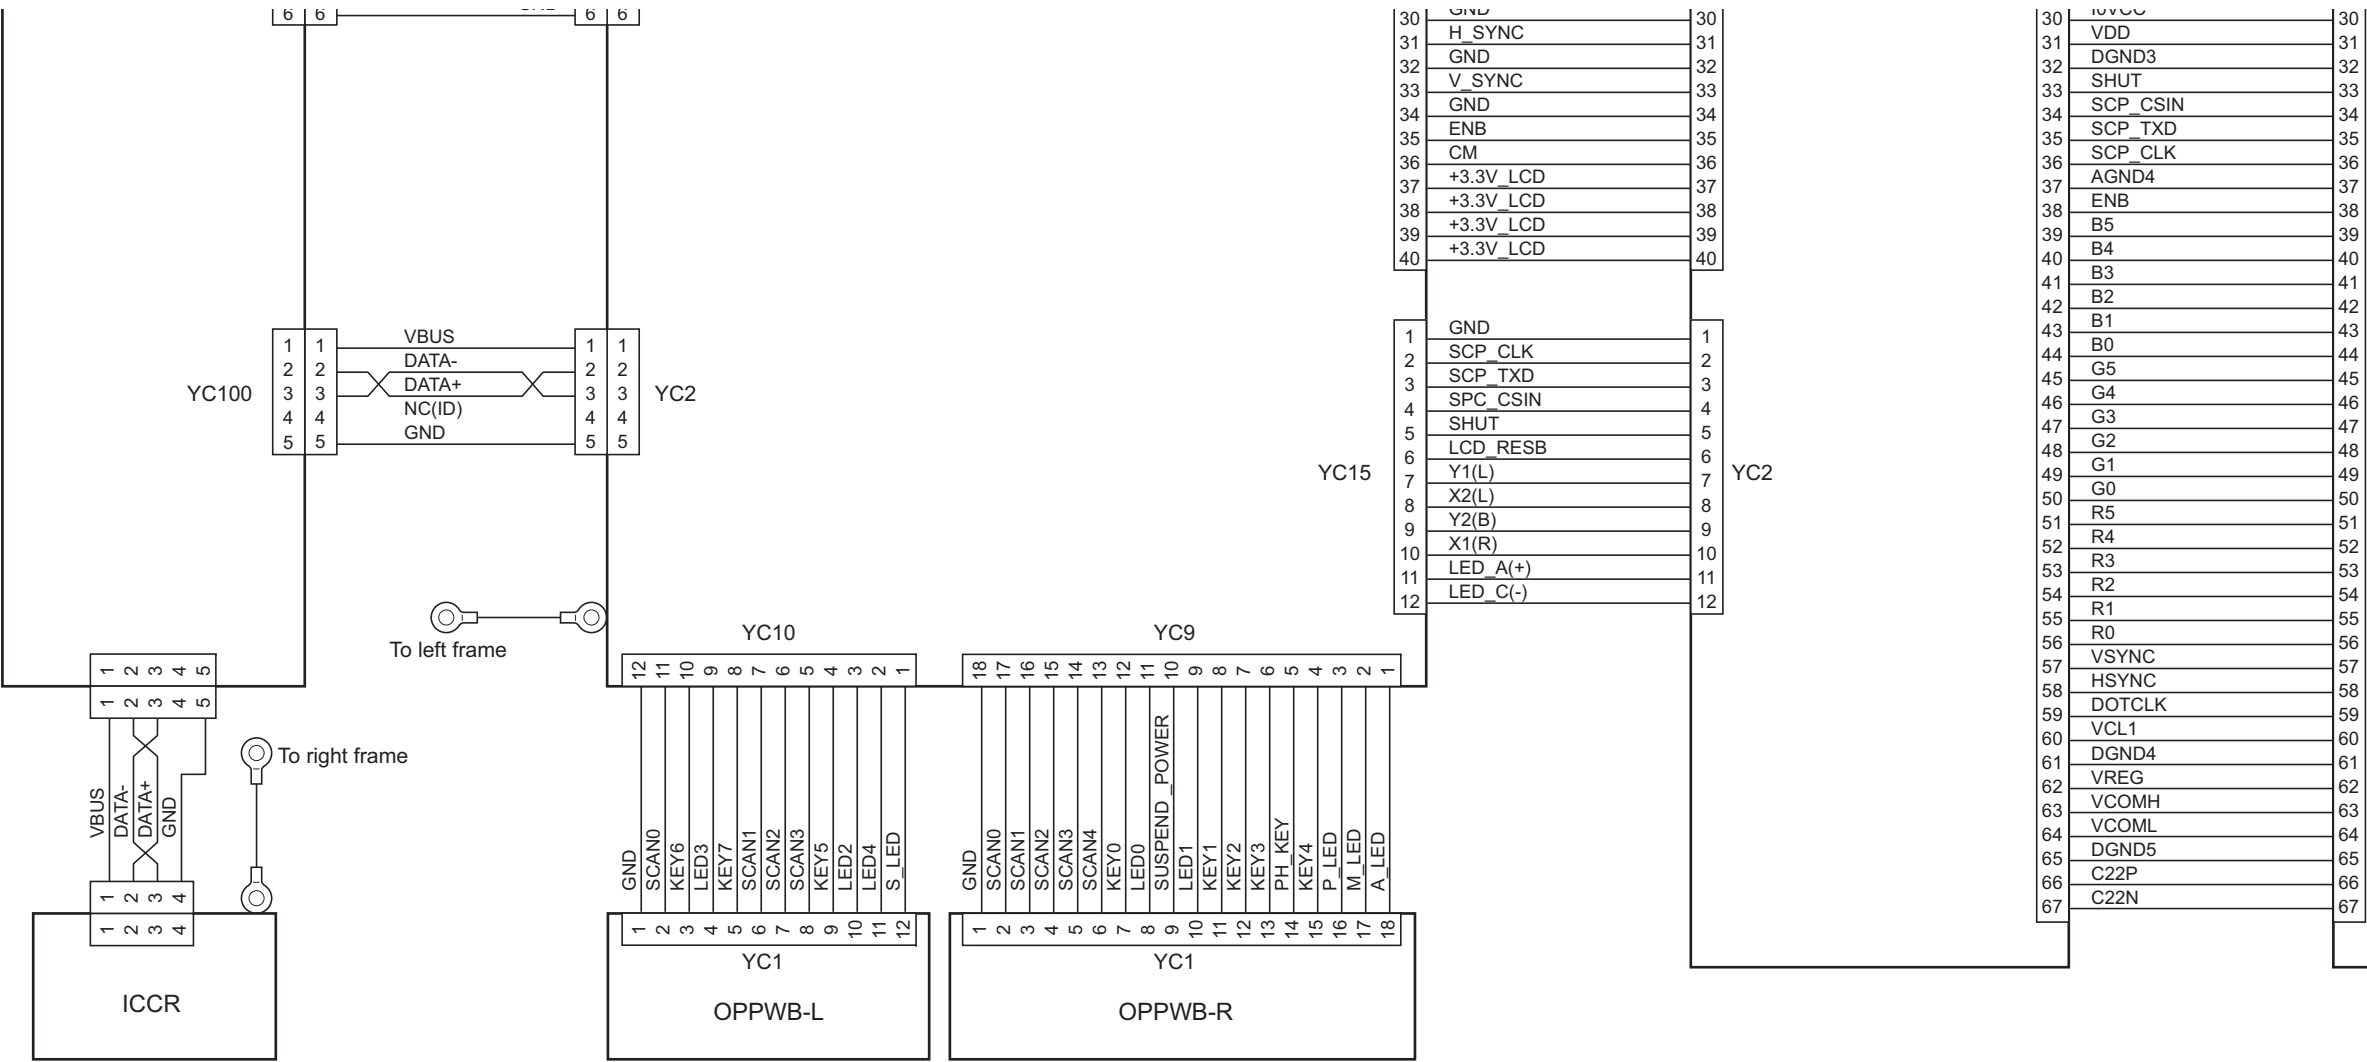 6 6 6 6
30 GND 30
31 H_SYNC 31
32 GND 32
33 V_SYNC 33
34 GND 34
35 ENB 35
36 CM 36
37 +3.3V_LCD 37
38 +3.3V_LCD 38
39 +3.3V_LCD 39
40 +3.3V_LCD 40
30 30
31 VDD 31
32 DGND3 32
33 SHUT 33
34 SCP_CSIN 34
35 SCP_TXD 35
36 SCP_CLK 36
37 AGND4 37
38 ENB 38
39 B5 39
40 B4 40
41 B3 41
42 B2 42
43 B1 43
44 B0 44
45 G5 45
46 G4 46
47 G3 47
48 G2 48
49 G1 49
50 G0 50
51 R5 51
52 R4 52
53 R3 53
54 R2 54
55 R1 55
56 R0 56
57 VSYNC 57
58 HSYNC 58
59 DOTCLK 59
60 VCL1 60
61 DGND4 61
62 VREG 62
63 VCOMH 63
64 VCOML 64
65 DGND5 65
66 C22P 66
67 C22N 67
YC100
1 1 VBUS 1 1
2 2 DATA- 2 2
3 3 DATA+ 3 3
4 4 NC(ID) 4 4
5 5 GND 5 5
YC2
YC15
1 GND 1
2 SCP_CLK 2
3 SCP_TXD 3
4 SPC_CSIN 4
5 SHUT 5
6 LCD_RESB 6
7 Y1(L) 7
8 X2(L) 8
9 Y2(B) 9
10 X1(R) 10
11 LED_A(+) 11
12 LED_C(-) 12
YC2
To left frame
To right frame
1 2 3 4 5
1 2 3 4 5
VBUS
DATA-
DATA+
GND
1 2 3 4
1 2 3 4
ICCR
YC10
12 11 10 9 8 7 6 5 4 3 2 1
GND
SCAN0
KEY6
LED3
KEY7
SCAN1
SCAN2
SCAN3
KEY5
LED2
LED4
S_LED
1 2 3 4 5 6 7 8 9 10 11 12
YC1
OPPWB-L
YC9
18 17 16 15 14 13 12 11 10 9 8 7 6 5 4 3 2 1
GND
SCAN0
SCAN1
SCAN2
SCAN3
SCAN4
KEY0
LED0
SUSPEND_POWER
LED1
KEY1
KEY2
KEY3
PH_KEY
KEY4
P_LED
M_LED
A_LED
1 2 3 4 5 6 7 8 9 10 11 12 13 14 15 16 17 18
YC1
OPPWB-R